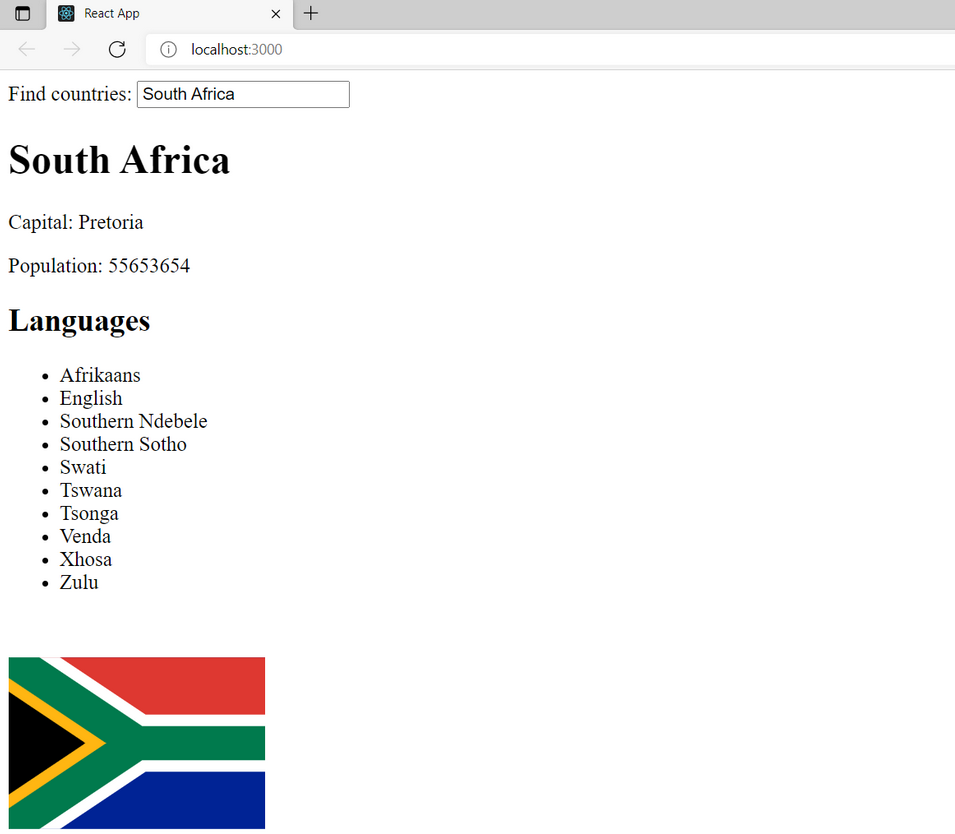 React App
localhost:3000
Find countries: South Africa
South Africa
Capital: Pretoria
Population: 55653654
Languages
Afrikaans
English
Southern Ndebele
Southern Sotho
Swati
Tswana
Tsonga
Venda
Xhosa
Zulu